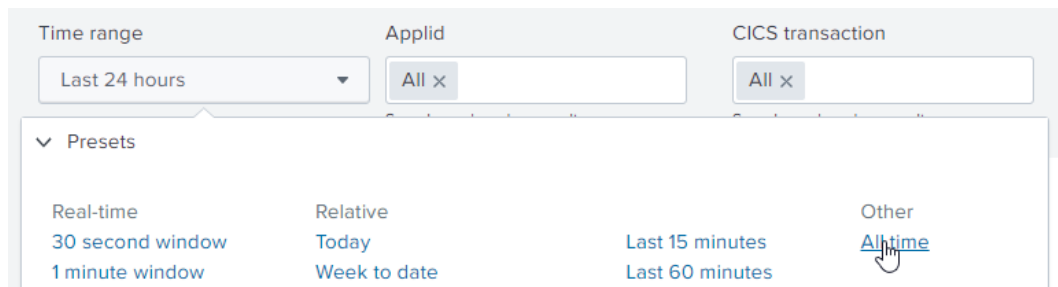 Time range Applid CICS transaction
Last 24 hours All × All ×
Presets
Real-time Relative Other
30 second window Today Last 15 minutes All time
1 minute window Week to date Last 60 minutes